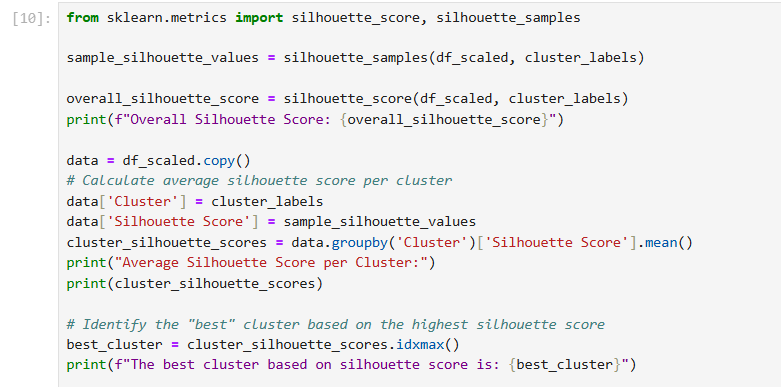 [10]: from sklearn.metrics import silhouette_score, silhouette_samples
sample_silhouette_values = silhouette_samples(df_scaled, cluster_labels)
overall_silhouette_score = silhouette_score(df_scaled, cluster_labels)
print(f"Overall Silhouette Score: {overall_silhouette_score}")
data = df_scaled.copy()
# Calculate average silhouette score per cluster
data['Cluster'] = cluster_labels
data['Silhouette Score'] = sample_silhouette_values
cluster_silhouette_scores = data.groupby('Cluster')['Silhouette Score'].mean()
print("Average Silhouette Score per Cluster:")
print(cluster_silhouette_scores)
# Identify the "best" cluster based on the highest silhouette score
best_cluster = cluster_silhouette_scores.idxmax()
print(f"The best cluster based on silhouette score is: {best_cluster}")